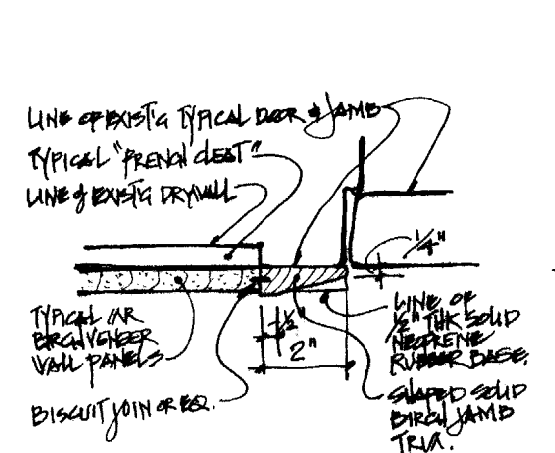 LINE OF EXIST'G TYPICAL DOOR & JAMB
TYPICAL "FRENCH CLEAT"
LINE OF EXIST'G DRYWALL
1/4"
TYPICAL
BIRCH VENEER
WALL PANELS
1/2"
2"
LINE OF
1/2" THK SOLID
NEOPRENE
RUBBER BASE.
BISCUIT JOIN OR EQ.
SHAPED SOLID
BIRCH JAMB
TRIM.